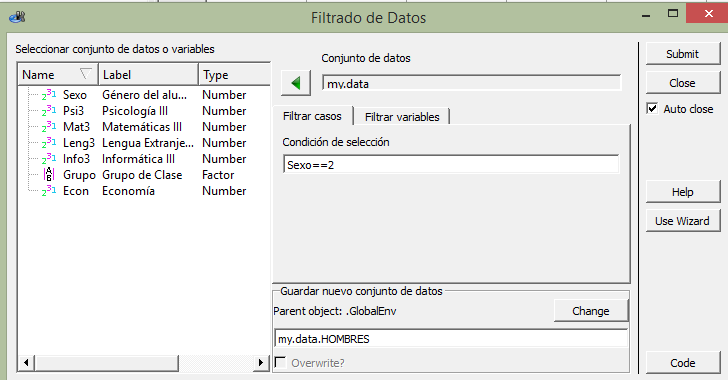 Filtrado de Datos
Seleccionar conjunto de datos o variables
Name Label Type
Sexo Género del alu... Number
Psi3 Psicología III Number
Mat3 Matemáticas III Number
Leng3 Lengua Extranje... Number
Info3 Informática III Number
Grupo Grupo de Clase Factor
Econ Economía Number
Conjunto de datos
my.data
Filtrar casos Filtrar variables
Condición de selección
Sexo==2
Guardar nuevo conjunto de datos
Parent object: .GlobalEnv Change
my.data.HOMBRES
Overwrite?
Submit
Close
Auto close
Help
Use Wizard
Code